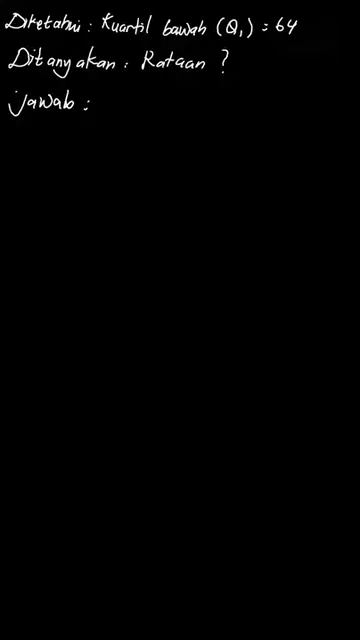 Diketahui : Kuartil bawah (Q₁) = 64
Ditanyakan : Rataan ?
jawab :